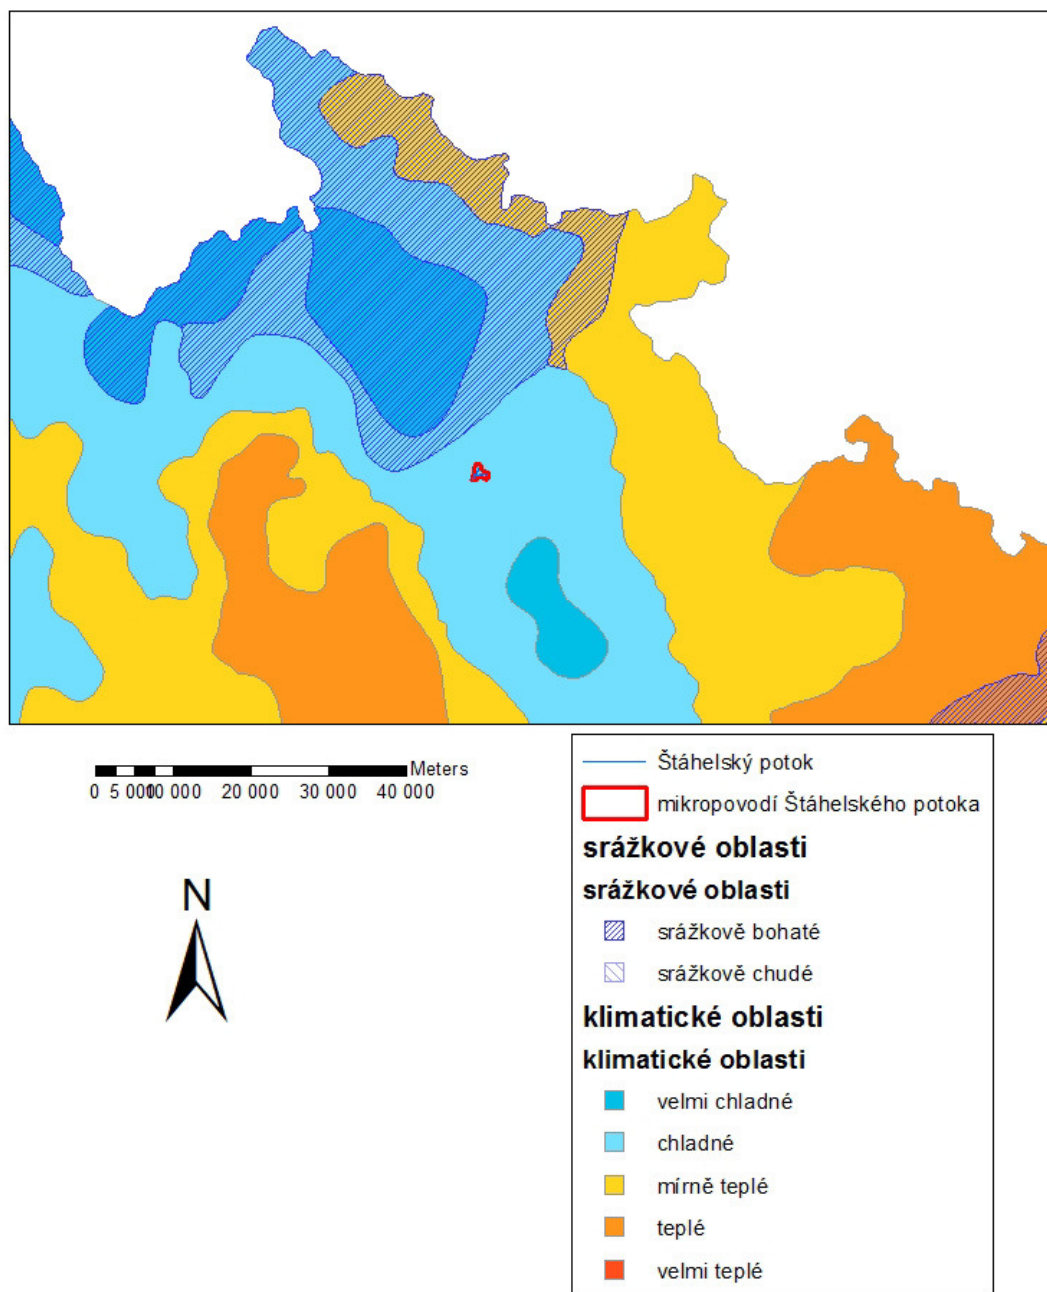 Meters
0 5 000 10 000 20 000 30 000 40 000
N
Štáhelský potok
mikropovodí Štáhelského potoka
srážkové oblasti
srážkové oblasti
srážkově bohaté
srážkově chudé
klimatické oblasti
klimatické oblasti
velmi chladné
chladné
mírně teplé
teplé
velmi teplé